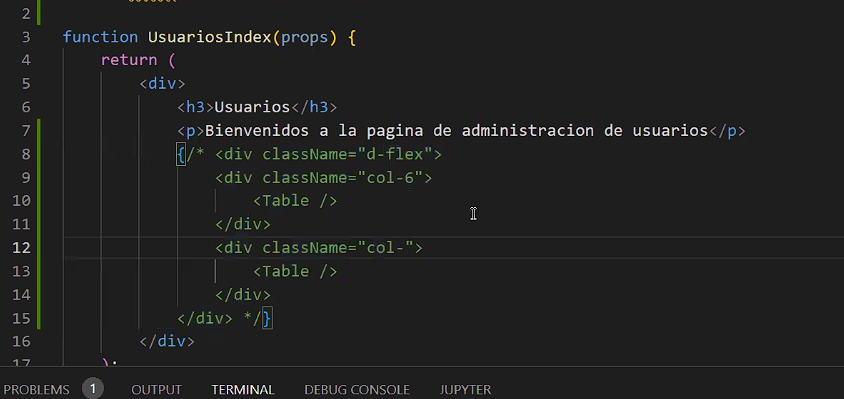 2
3 function UsuariosIndex(props) {
4 return (
5 <div>
6 <h3>Usuarios</h3>
7 <p>Bienvenidos a la pagina de administracion de usuarios</p>
8 {/* <div className="d-flex">
9 <div className="col-6">
10 <Table />
11 </div>
12 <div className="col-">
13 <Table />
14 </div>
15 </div> */}
16 </div>
17 );
PROBLEMS 1 OUTPUT TERMINAL DEBUG CONSOLE JUPYTER